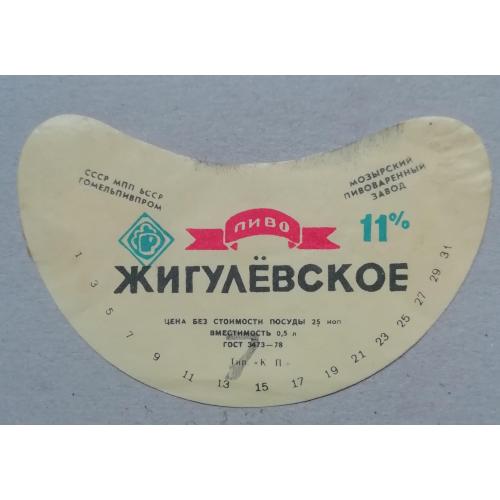 СССР МПП БССР
ГОМЕЛЬПИВПРОМ
МОЗЫРСКИЙ
ПИВОВАРЕННЫЙ
ЗАВОД
ПИВО
11%
ЖИГУЛЁВСКОЕ
ЦЕНА БЕЗ СТОИМОСТИ ПОСУДЫ 25 коп
ВМЕСТИМОСТЬ 0,5 л
ГОСТ 3473—78
Тип. «К П»
7
1 3 5 7 9 11 13 15 17 19 21 23 25 27 29 31